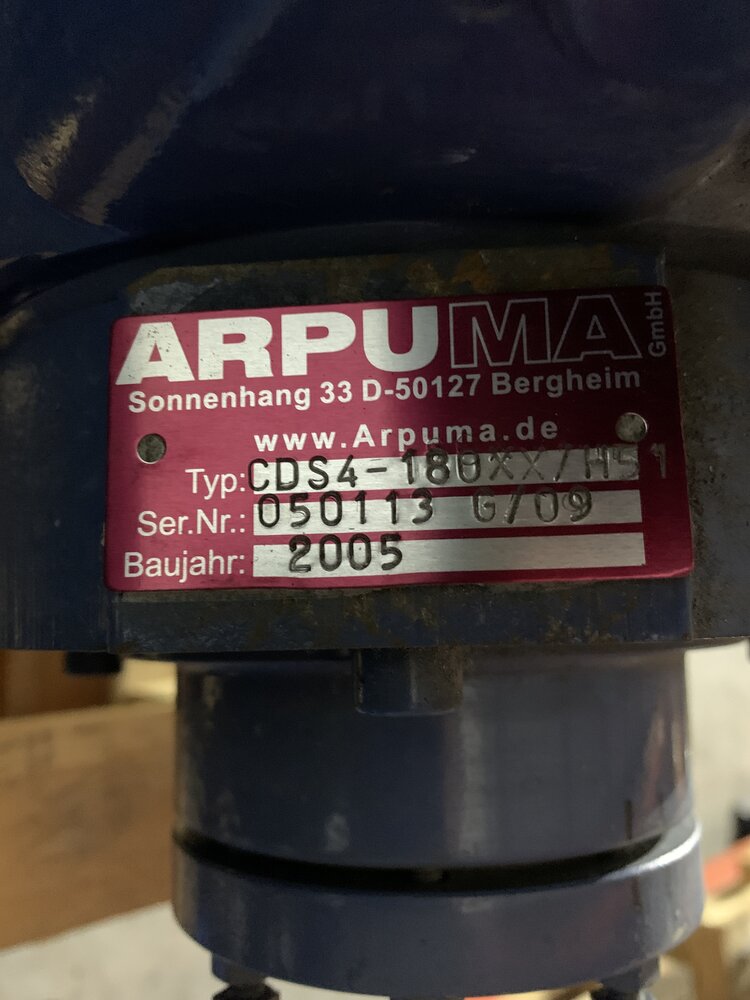 ARPUMA GmbH
Sonnenhang 33 D-50127 Bergheim
www.Arpuma.de
Typ: CDS4-180XX/M51
Ser.Nr.: 050113 G/09
Baujahr: 2005